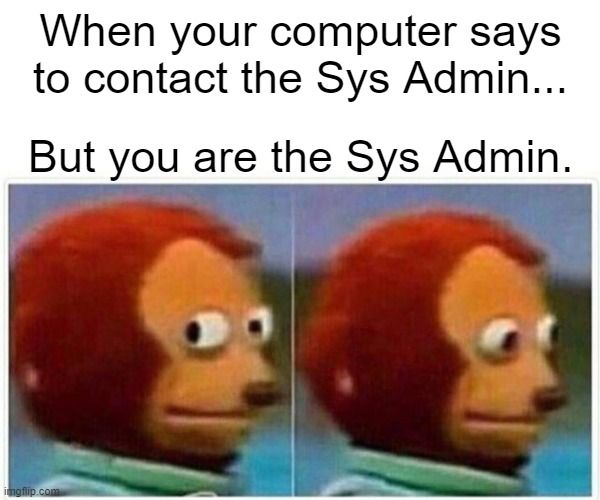 When your computer says
to contact the Sys Admin...
But you are the Sys Admin.
imgflip.com